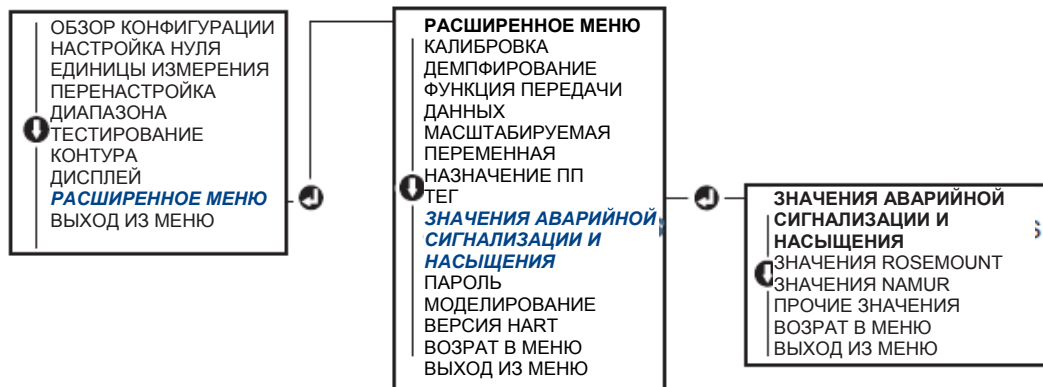 ОБЗОР КОНФИГУРАЦИИ
НАСТРОЙКА НУЛЯ
ЕДИНИЦЫ ИЗМЕРЕНИЯ
ПЕРЕНАСТРОЙКА
ДИАПАЗОНА
ТЕСТИРОВАНИЕ
КОНТУРА
ДИСПЛЕЙ
РАСШИРЕННОЕ МЕНЮ
ВЫХОД ИЗ МЕНЮ
РАСШИРЕННОЕ МЕНЮ
КАЛИБРОВКА
ДЕМПФИРОВАНИЕ
ФУНКЦИЯ ПЕРЕДАЧИ
ДАННЫХ
МАСШТАБИРУЕМАЯ
ПЕРЕМЕННАЯ
НАЗНАЧЕНИЕ ПП
ТЕГ
ЗНАЧЕНИЯ АВАРИЙНОЙ
СИГНАЛИЗАЦИИ И
НАСЫЩЕНИЯ
ПАРОЛЬ
МОДЕЛИРОВАНИЕ
ВЕРСИЯ HART
ВОЗРАТ В МЕНЮ
ВЫХОД ИЗ МЕНЮ
ЗНАЧЕНИЯ АВАРИЙНОЙ
СИГНАЛИЗАЦИИ И
НАСЫЩЕНИЯ
ЗНАЧЕНИЯ ROSEMOUNT
ЗНАЧЕНИЯ NAMUR
ПРОЧИЕ ЗНАЧЕНИЯ
ВОЗРАТ В МЕНЮ
ВЫХОД ИЗ МЕНЮ